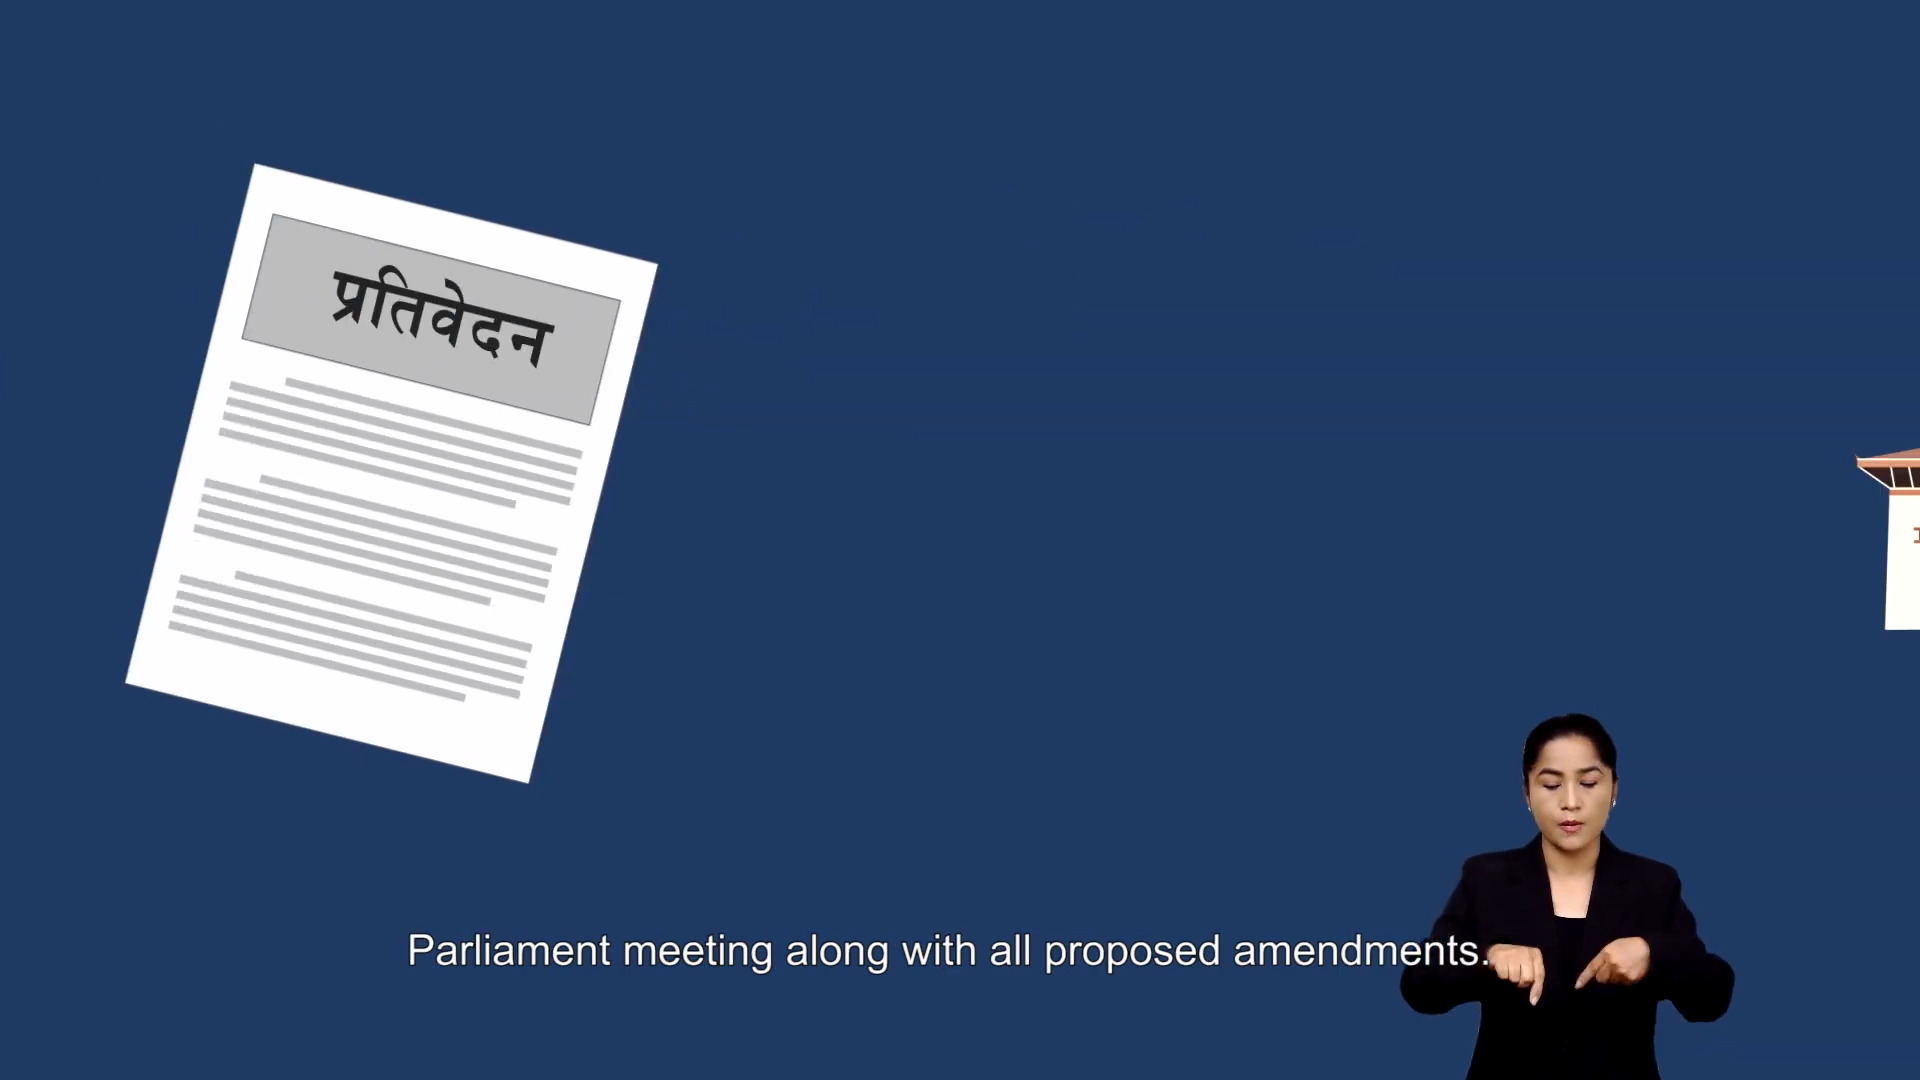 प्रतिवेदन
Parliament meeting along with all proposed amendments.